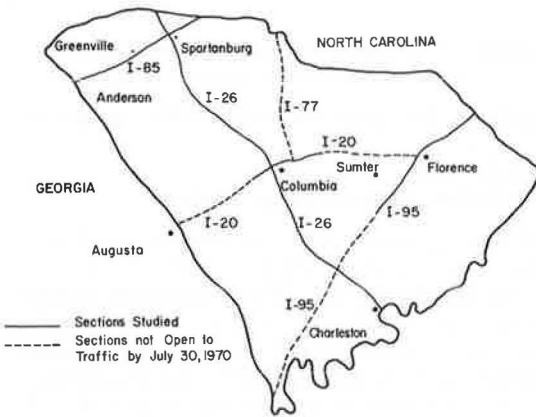 Greenville
Spartanburg
NORTH CAROLINA
I-85
Anderson
I-26
I-77
I-20
Sumter
Florence
GEORGIA
Columbia
I-20
I-26
I-95
Augusta
I-95
Sections Studied
Charleston
Sections not Open to
Traffic by July 30, 1970